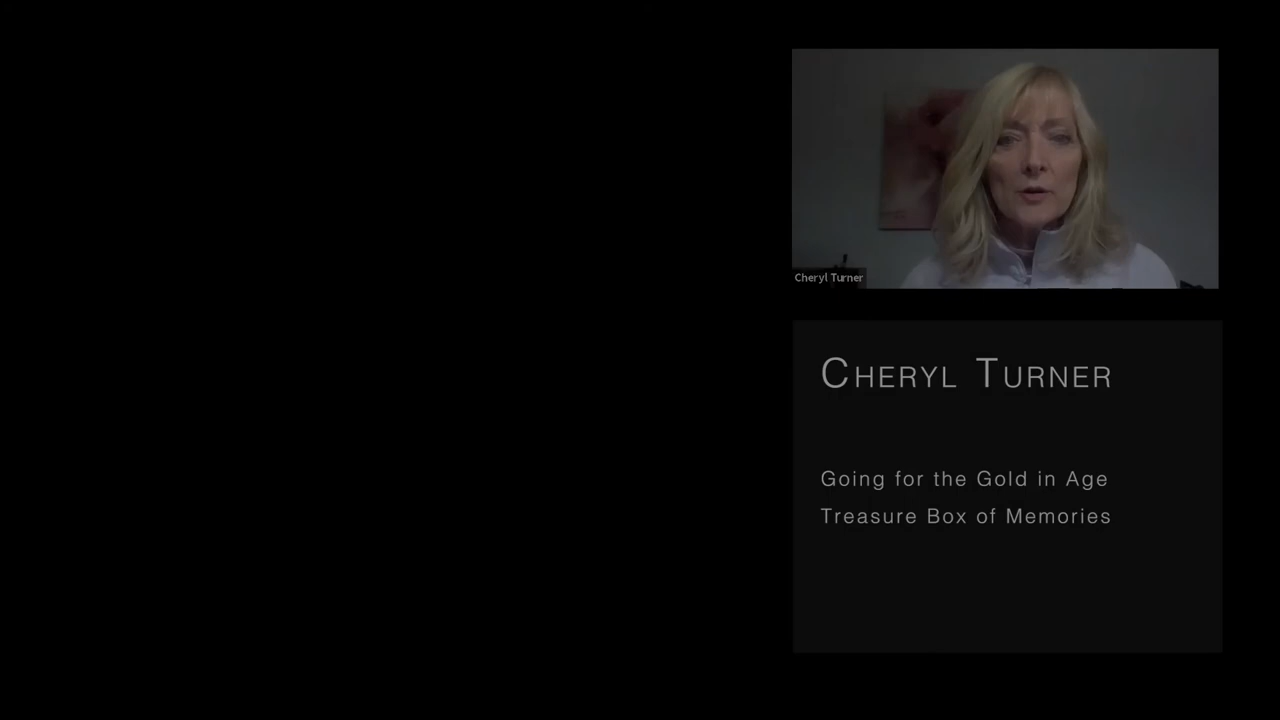 Cheryl Turner
Cheryl Turner
Going for the Gold in Age
Treasure Box of Memories